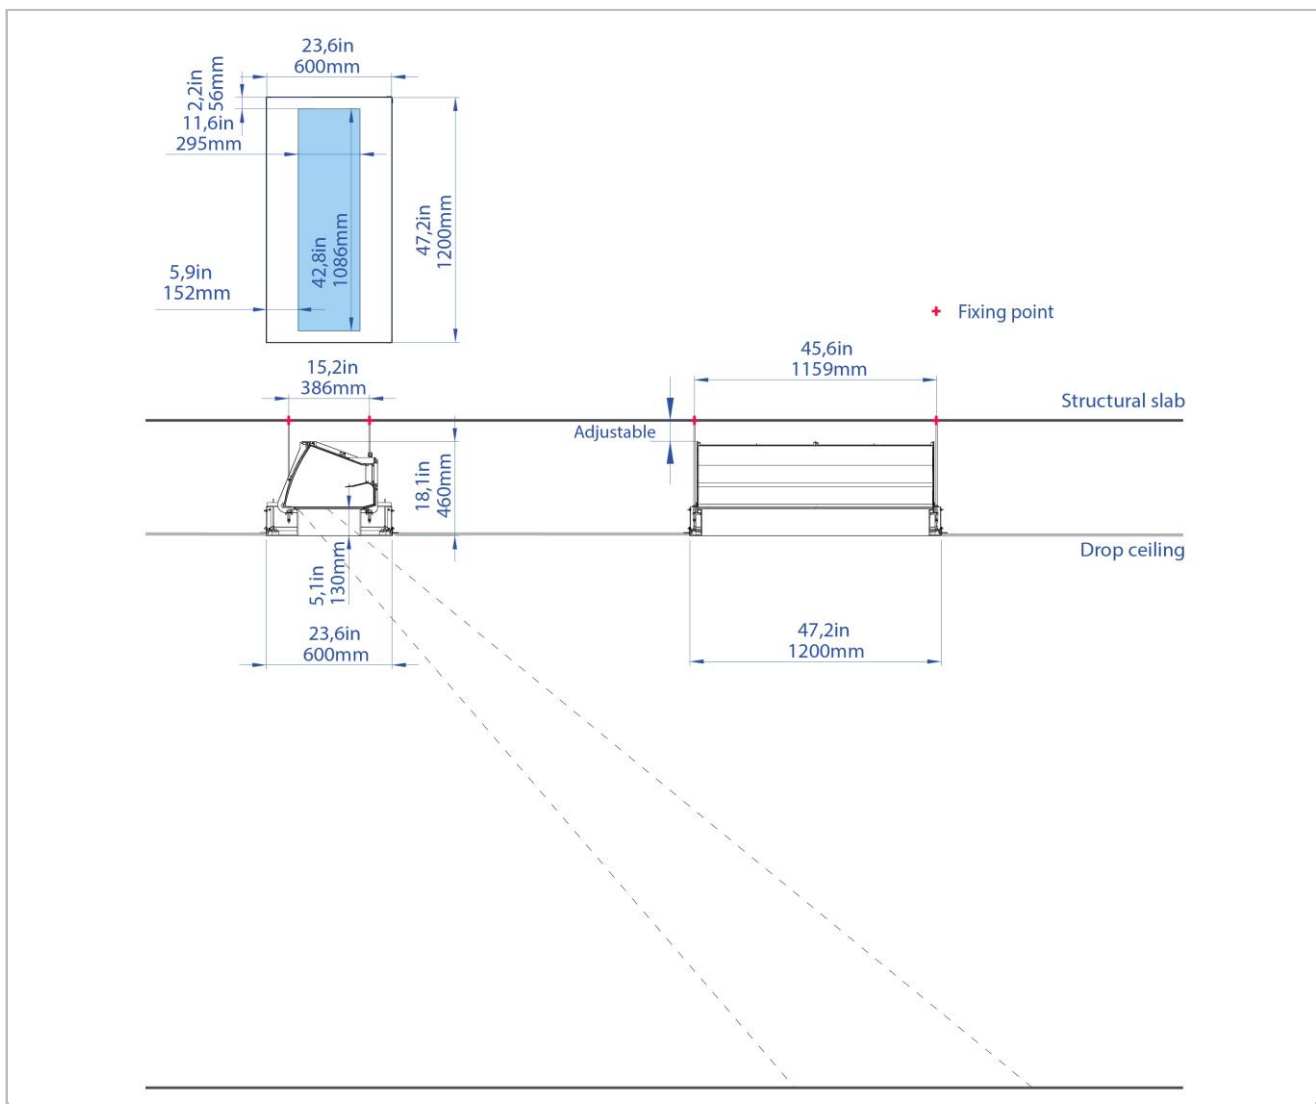 23,6in
600mm
2,2in
56mm
11,6in
295mm
42,8in
1086mm
47,2in
1200mm
5,9in
152mm
Fixing point
15,2in
386mm
45,6in
1159mm
Structural slab
Adjustable
18,1in
460mm
Drop ceiling
5,1in
130mm
23,6in
600mm
47,2in
1200mm